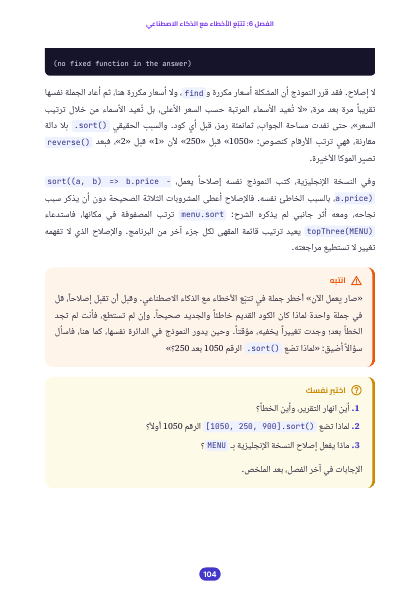 الفصل 6: تتبّع الأخطاء مع الذكاء الاصطناعي
(no fixed function in the answer)
لا إصلاح. فقد قرر النموذج أن المشكلة أسعار مكررة و find، ولا أسعار مكررة هنا، ثم أعاد الجملة نفسها
تقريباً مرة بعد مرة، «لا تُعيد الأسماء المرتبة حسب السعر الأعلى، بل تُعيد الأسماء من خلال ترتيب
السعر»، حتى نفدت مساحة الجواب، ثمانمئة رمز، قبل أي كود. والسبب الحقيقي .sort() بلا دالة
مقارنة، فهي ترتب الأرقام كنصوص: «1050» قبل «250» لأن «1» قبل «2»، فبعد reverse()
تصير الموكا الأخيرة.
وفي النسخة الإنجليزية، كتب النموذج نفسه إصلاحاً يعمل، sort((a, b) => b.price -
a.price)، بالسبب الخاطئ نفسه. فالإصلاح أعطى المشروبات الثلاثة الصحيحة دون أن يذكر سبب
نجاحه، ومعه أثر جانبي لم يذكره الشرح: menu.sort ترتب المصفوفة في مكانها، فاستدعاء
topThree(MENU) يعيد ترتيب قائمة المقهى لكل جزء آخر من البرنامج. والإصلاح الذي لا تفهمه
تغيير لا تستطيع مراجعته.
انتبه
«صار يعمل الآن» أخطر جملة في تتبّع الأخطاء مع الذكاء الاصطناعي. وقبل أن تقبل إصلاحاً، قل
في جملة واحدة لماذا كان الكود القديم خاطئاً والجديد صحيحاً. وإن لم تستطع، فأنت لم تجد
الخطأ بعد؛ وجدت تغييراً يخفيه، مؤقتاً. وحين يدور النموذج في الدائرة نفسها، كما هنا، فاسأل
سؤالاً أضيق: «لماذا تضع .sort() الرقم 1050 بعد 250؟»
اختبر نفسك
1. أين انهار التقرير، وأين الخطأ؟
2. لماذا تضع [1050, 250, 900].sort() الرقم 1050 أولاً؟
3. ماذا يفعل إصلاح النسخة الإنجليزية بـ MENU؟
الإجابات في آخر الفصل، بعد الملخص.
104